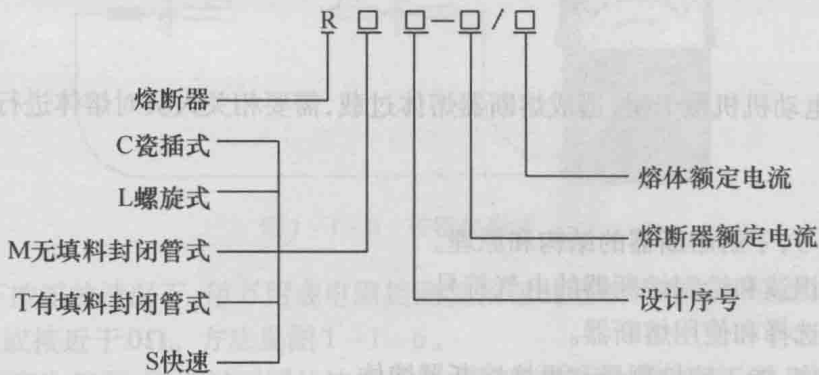 R □ □—□/□
熔断器
C瓷插式
L螺旋式
M无填料封闭管式
T有填料封闭管式
S快速
熔体额定电流
熔断器额定电流
设计序号